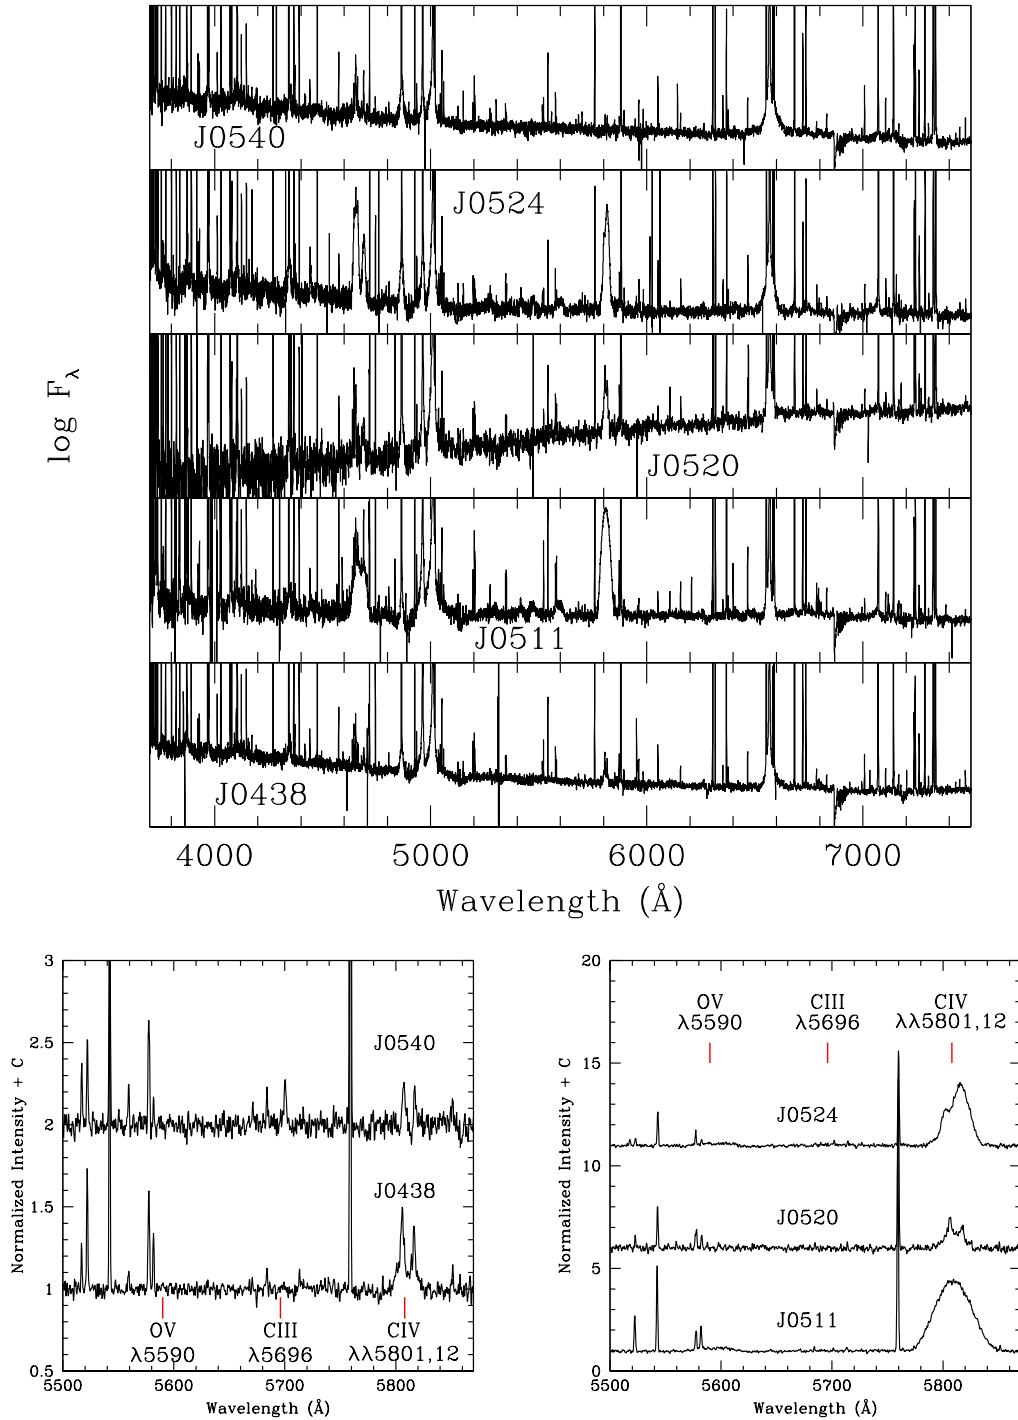 J0540
J0524
log F λ
J0520
J0511
J0438
4000 5000 6000 7000
Wavelength (Å)
3
2.5
2
1.5
1
0.5
Normalized Intensity + C
J0540
J0438
OV
λ5590
CIII
λ5696
CIV
λλ5801,12
5500 5600 5700 5800
Wavelength (Å)
20
15
10
5
0
Normalized Intensity + C
OV
λ5590
CIII
λ5696
CIV
λλ5801,12
J0524
J0520
J0511
5500 5600 5700 5800
Wavelength (Å)